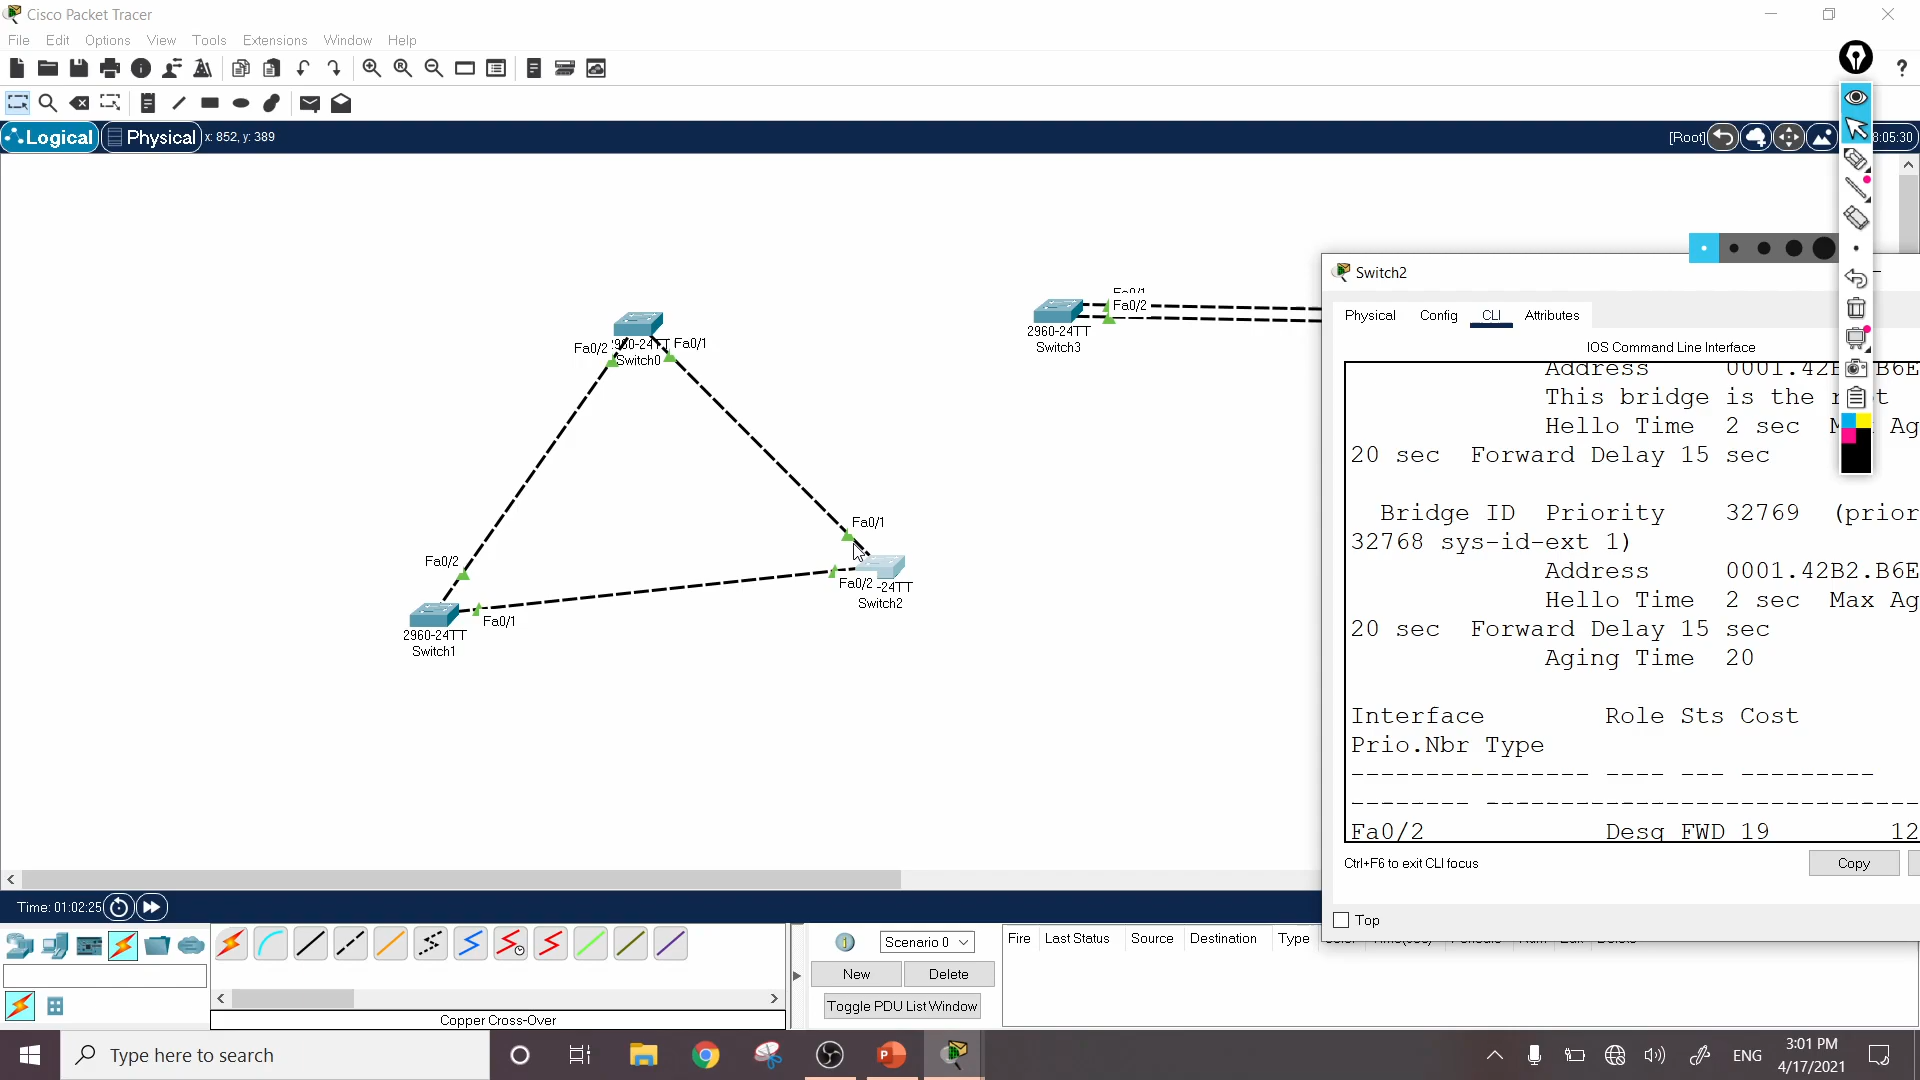 Cisco Packet Tracer
File Edit Options View Tools Extensions Window Help
Logical Physical x: 852, y: 389
[Root] 8:05:30
Fa0/2 Fa0/1
Switch0
Fa0/1
Fa0/2
2960-24TT
Switch3
Fa0/1
Fa0/2 -24TT
Switch2
Fa0/2
Fa0/1
2960-24TT
Switch1
Switch2
Physical Config CLI Attributes
IOS Command Line Interface
Address
This bridge is the
Hello Time 2 sec Ag
20 sec Forward Delay 15 sec
Bridge ID Priority 32769 (prior
32768 sys-id-ext 1)
Address 0001.42B2.B6E
Hello Time 2 sec Max Ag
20 sec Forward Delay 15 sec
Aging Time 20
Interface Role Sts Cost
Prio.Nbr Type
---------------- ---- --- ---------
-------- --------------------------------
Fa0/2 Desg FWD 19 12
Ctrl+F6 to exit CLI focus
Copy
Top
Time: 01:02:25
Scenario 0
New Delete
Toggle PDU List Window
Fire Last Status Source Destination Type
Copper Cross-Over
Type here to search
ENG
3:01 PM
4/17/2021